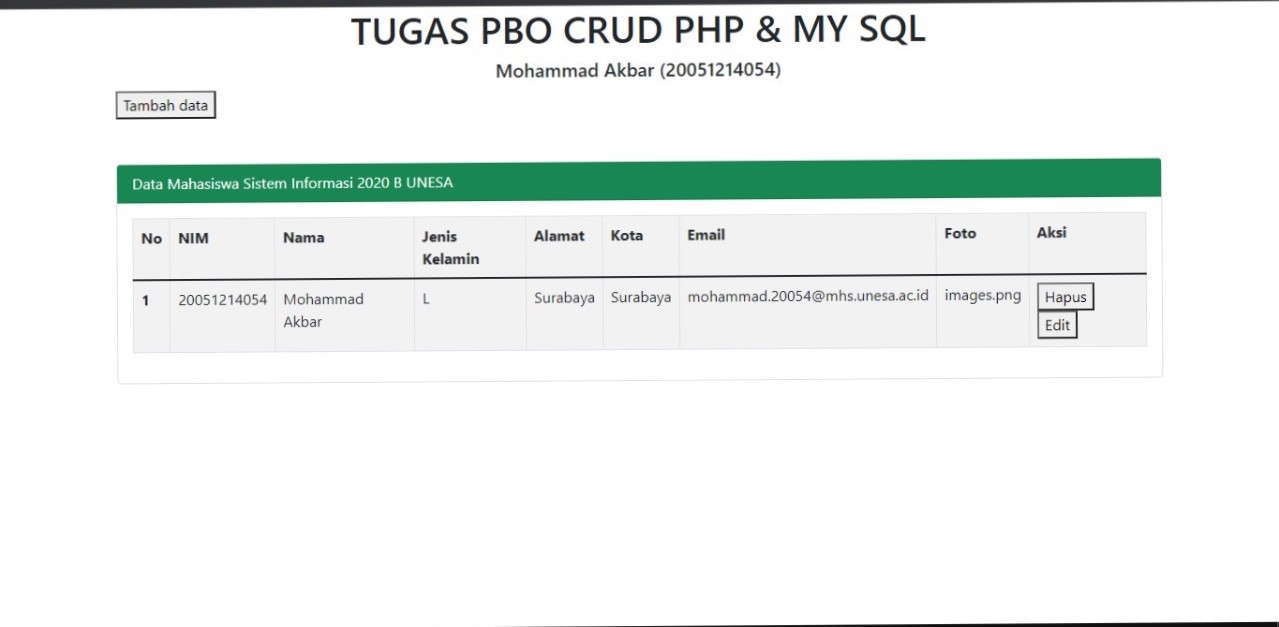 TUGAS PBO CRUD PHP & MY SQL
Mohammad Akbar (20051214054)
Tambah data
Data Mahasiswa Sistem Informasi 2020 B UNESA
No NIM Nama Jenis Kelamin Alamat Kota Email Foto Aksi
1 20051214054 Mohammad Akbar L Surabaya Surabaya mohammad.20054@mhs.unesa.ac.id images.png Hapus
Edit